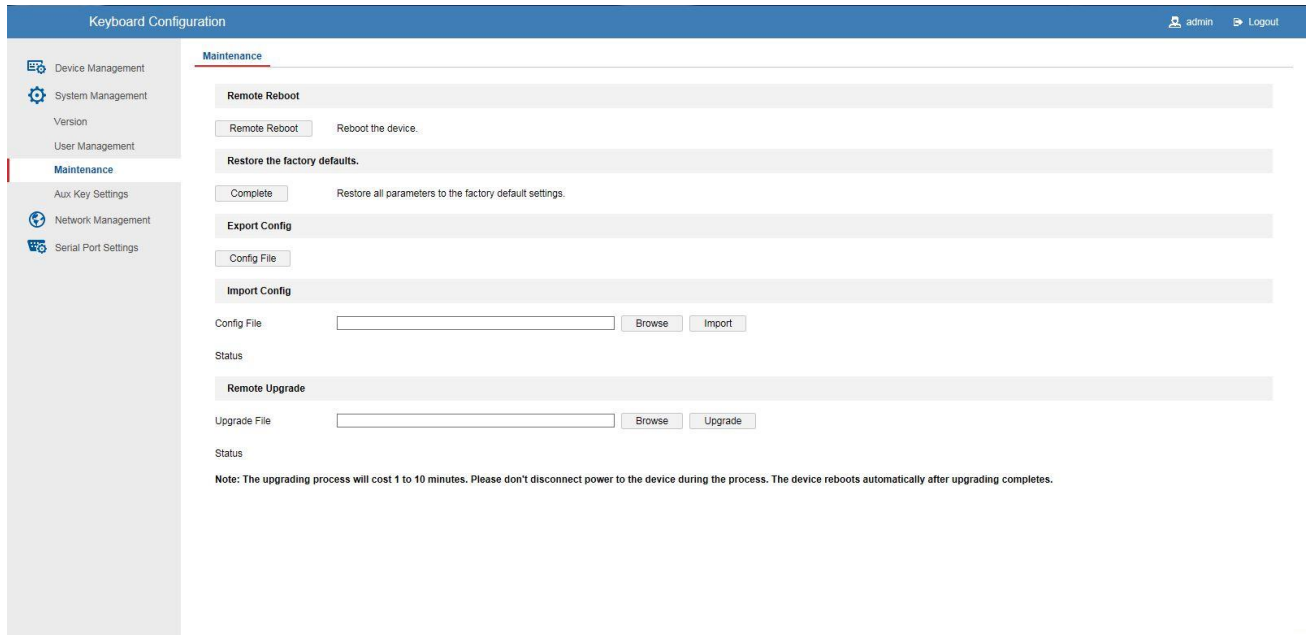 Keyboard Configuration
admin
Logout
Device Management
System Management
Version
User Management
Maintenance
Aux Key Settings
Network Management
Serial Port Settings
Maintenance
Remote Reboot
Remote Reboot Reboot the device.
Restore the factory defaults.
Complete Restore all parameters to the factory default settings.
Export Config
Config File
Import Config
Config File Browse Import
Status
Remote Upgrade
Upgrade File Browse Upgrade
Status
Note: The upgrading process will cost 1 to 10 minutes. Please don't disconnect power to the device during the process. The device reboots automatically after upgrading completes.